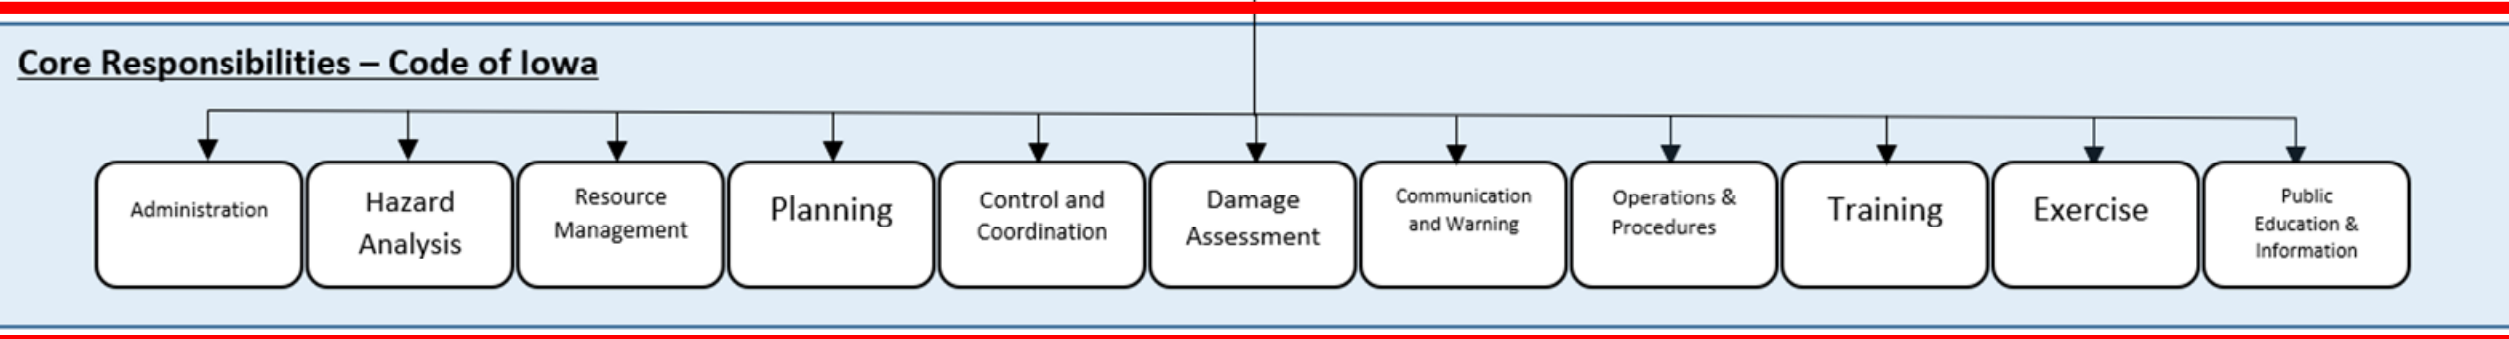 Core Responsibilities – Code of Iowa
Administration
Hazard
Analysis
Resource
Management
Planning
Control and
Coordination
Damage
Assessment
Communication
and Warning
Operations &
Procedures
Training
Exercise
Public
Education &
Information